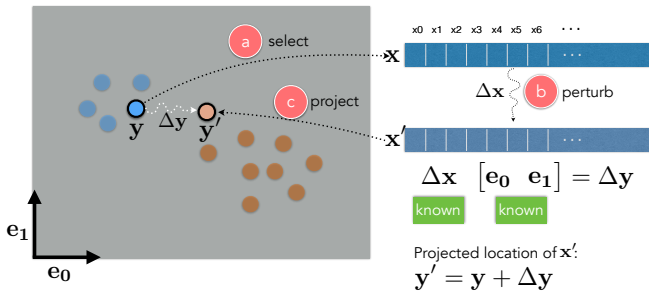 x0 x1 x2 x3 x4 x5 x6 ...
a select
x
c project
Δx
b perturb
y
Δy
y′
x′
...
Δx [e₀ e₁] = Δy
known known
e₁
e₀
Projected location of x′:
y′ = y + Δy